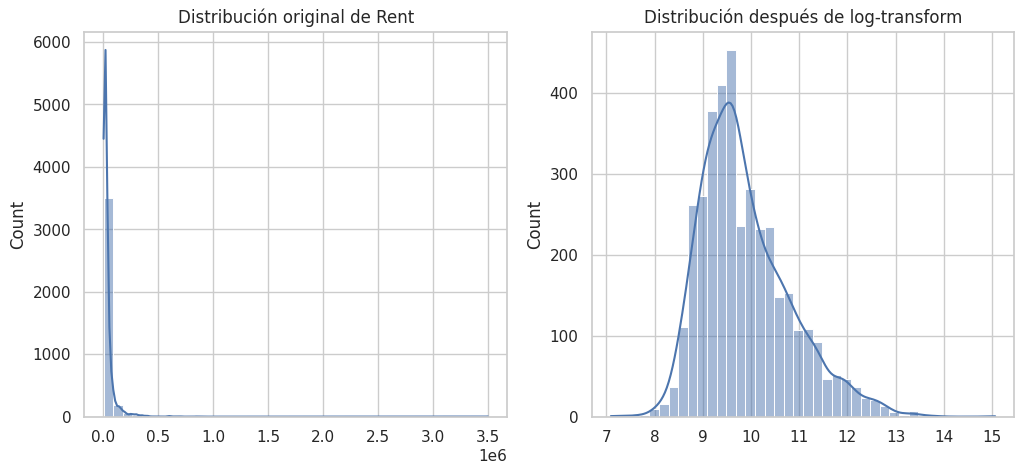 Distribución original de Rent
6000
5000
4000
3000
2000
1000
0
Count
0.0 0.5 1.0 1.5 2.0 2.5 3.0 3.5
1e6
Distribución después de log-transform
400
300
200
100
0
Count
7 8 9 10 11 12 13 14 15